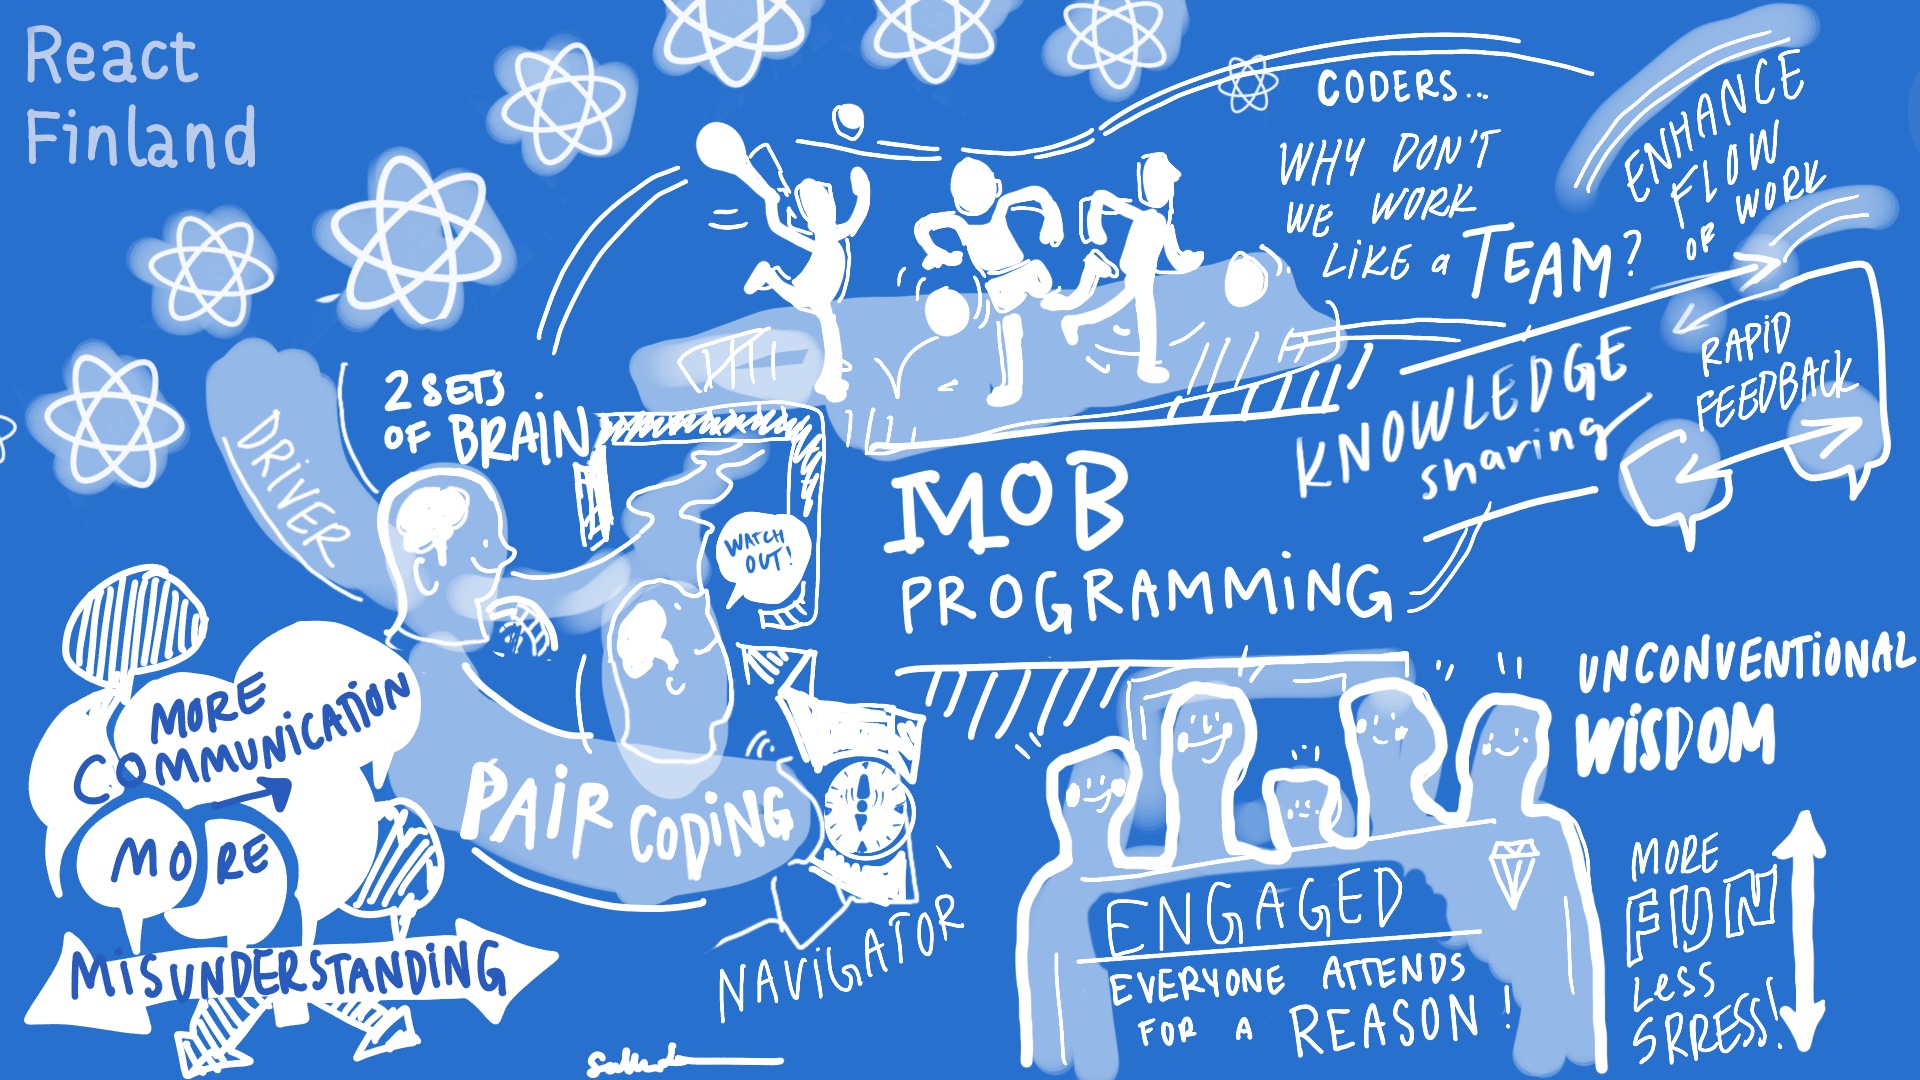 React
Finland
CODERS...
WHY DON'T
WE WORK
LIKE a TEAM?
ENHANCE
FLOW
OF WORK
RAPID
FEEDBACK
KNOWLEDGE
sharing
MOB
PROGRAMMING
2 SETS
OF BRAIN
DRIVER
WATCH
OUT!
PAIR CODING
NAVIGATOR
MORE
COMMUNICATION
MORE
MISUNDERSTANDING
UNCONVENTIONAL
WISDOM
ENGAGED
EVERYONE ATTENDS
FOR A REASON!
MORE
FUN
Less
SRRESS!